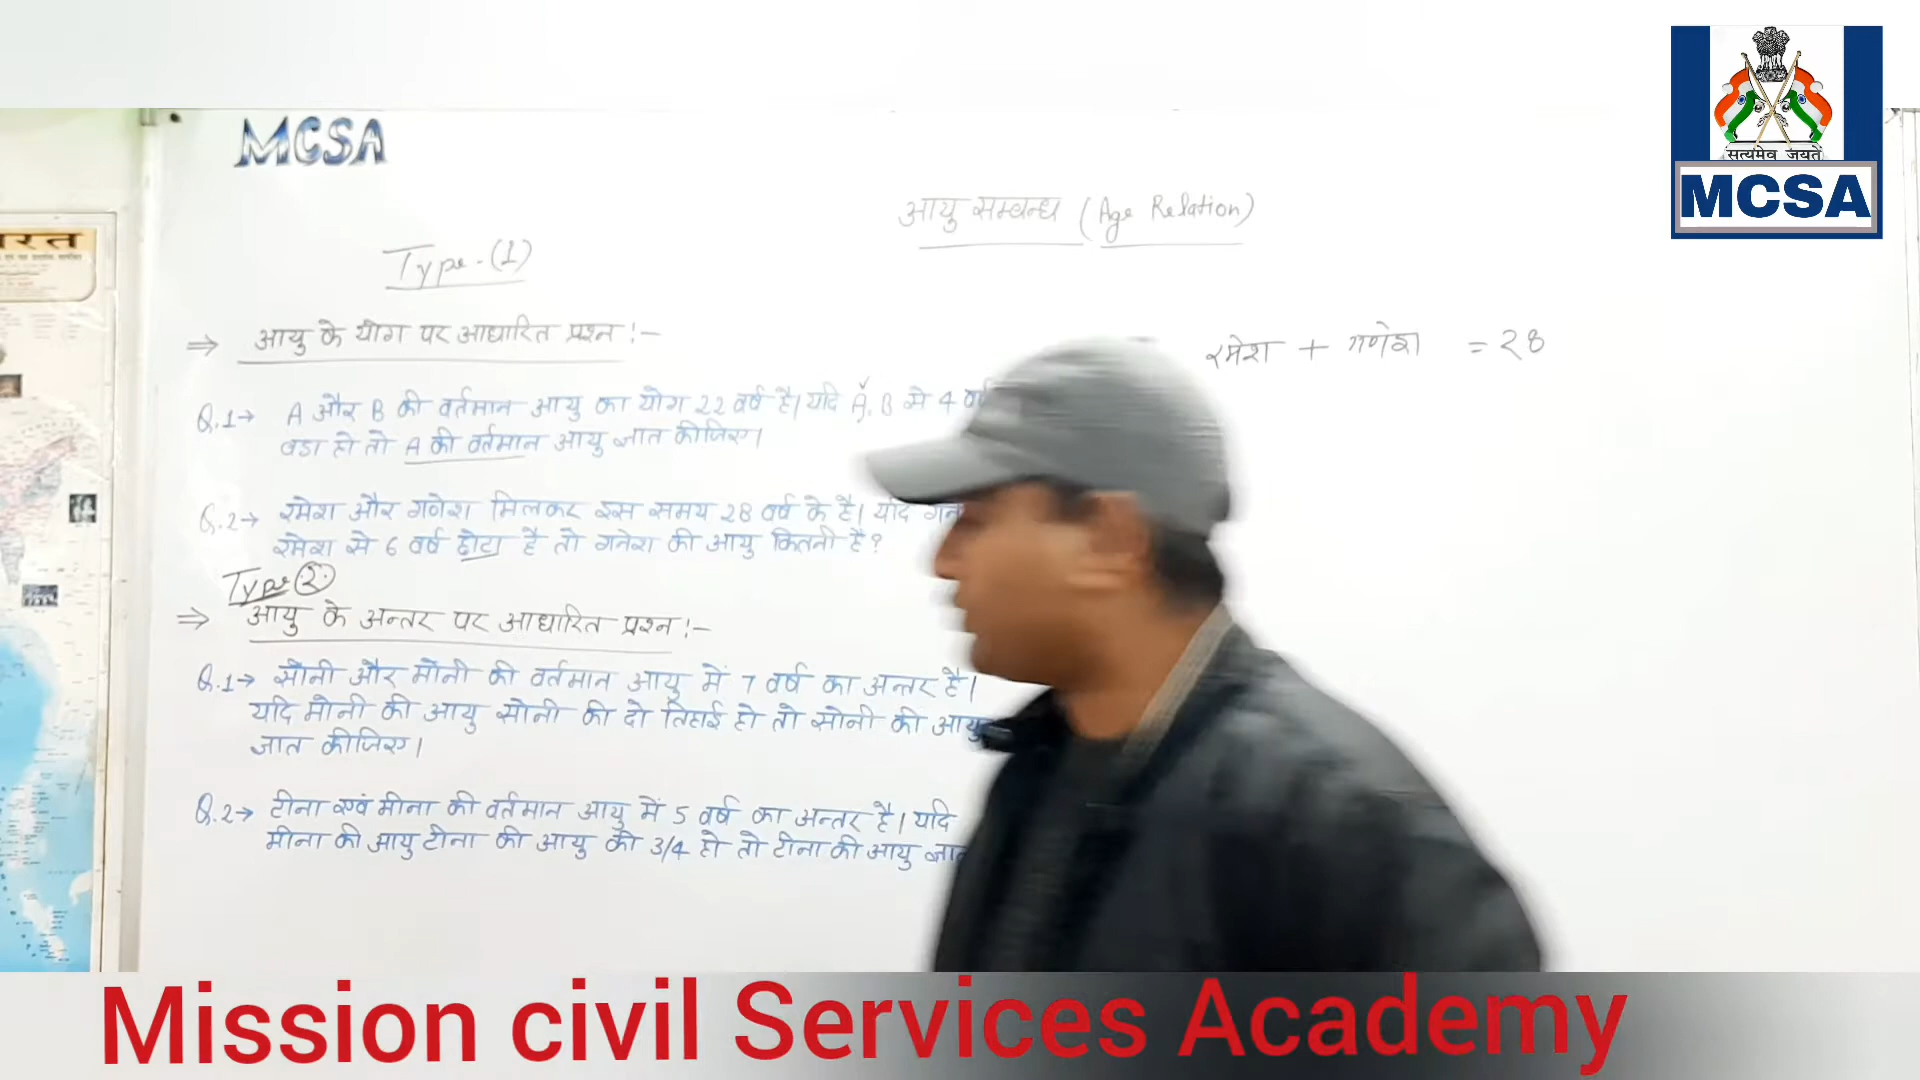 सत्यमेव जयते
MCSA
MCSA
आयु सम्बन्ध (Age Relation)
Type-(1)
⇒ आयु के योग पर आधारित प्रश्न!-
रमेश + गणेश = 28
Q.1→ A और B की वर्तमान आयु का योग 22 वर्ष है। यदि A, B से 4
बडा हो तो A की वर्तमान आयु ज्ञात कीजिए।
Q.2→ रमेश और गणेश मिलकर इस समय 28 वर्ष के है। यदि
रमेश से 6 वर्ष छोटा है तो गनेश की आयु कितनी है?
Type (2)
⇒ आयु के अन्तर पर आधारित प्रश्न!-
Q.1→ सोनी और मोनी की वर्तमान आयु में 7 वर्ष का अन्तर है।
यदि मोनी की आयु सोनी की दो तिहाई हो तो सोनी की आयु
ज्ञात कीजिए।
Q.2→ टीना एवं मीना की वर्तमान आयु में 5 वर्ष का अन्तर है। यदि
मीना की आयु टीना की आयु की 3/4 हो तो टीना की आयु
Mission civil Services Academy